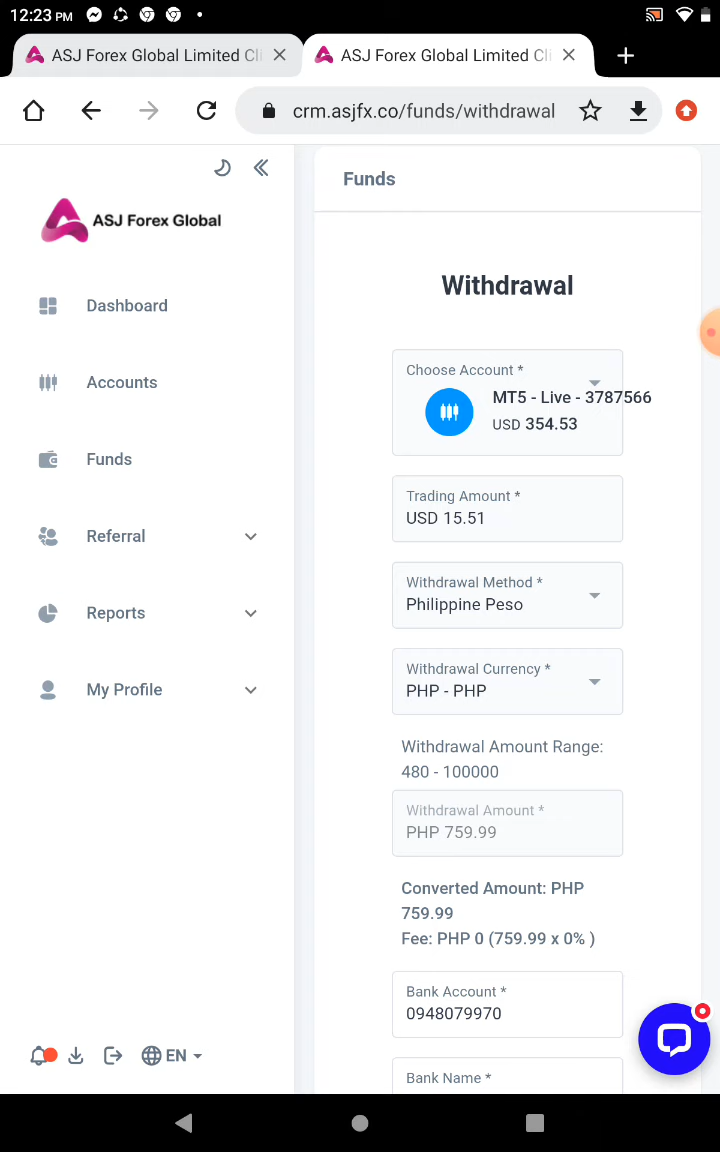 12:23 PM
ASJ Forex Global Limited Cli
ASJ Forex Global Limited Cli
crm.asjfx.co/funds/withdrawal
ASJ Forex Global
Dashboard
Accounts
Funds
Referral
Reports
My Profile
EN
Funds
Withdrawal
Choose Account *
MT5 - Live - 3787566
USD 354.53
Trading Amount *
USD 15.51
Withdrawal Method *
Philippine Peso
Withdrawal Currency *
PHP - PHP
Withdrawal Amount Range:
480 - 100000
Withdrawal Amount *
PHP 759.99
Converted Amount: PHP
759.99
Fee: PHP 0 (759.99 x 0% )
Bank Account *
0948079970
Bank Name *